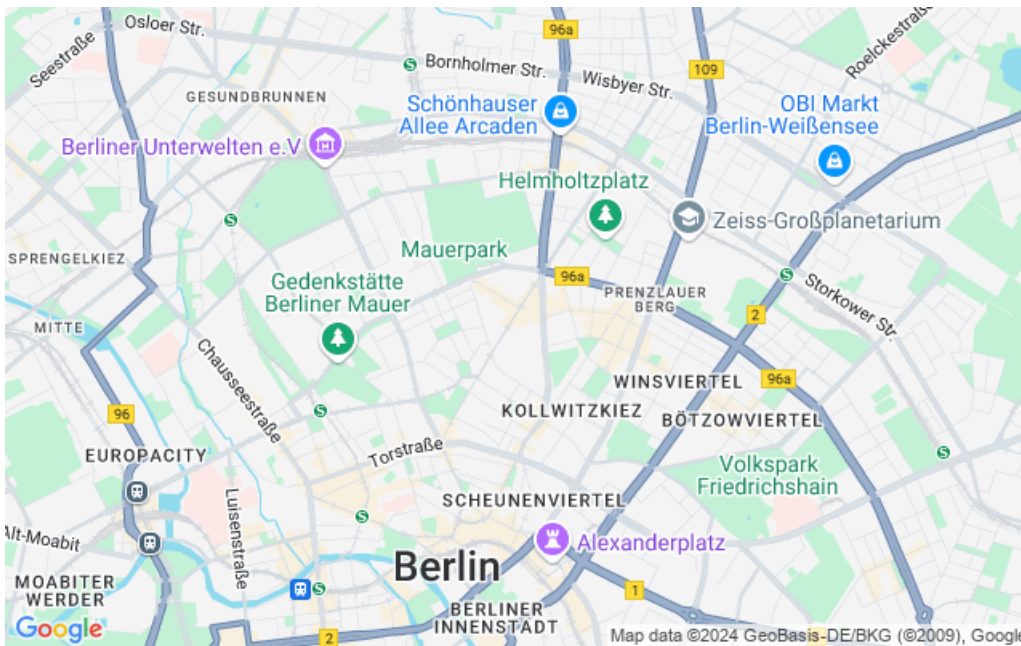 Osloer Str.
96a
Seestraße
Bornholmer Str.
Wisbyer Str.
109
Roelckestraße
GESUNDBRUNNEN
Schönhauser
Allee Arcaden
OBI Markt
Berlin-Weißensee
Berliner Unterwelten e.V
Helmholtzplatz
Zeiss-Großplanetarium
Mauerpark
SPRENGELKIEZ
Gedenkstätte
Berliner Mauer
96a
PRENZLAUER
BERG
Storkower Str.
MITTE
2
Chausseestraße
WINSVIERTEL
96a
96
KOLLWITZKIEZ
BÖTZOWVIERTEL
EUROPACITY
Torstraße
Volkspark
Friedrichshain
SCHEUNENVIERTEL
Luisenstraße
Alt-Moabit
Alexanderplatz
Berlin
MOABITER
WERDER
1
BERLINER
INNENSTADT
Google
2
Map data ©2024 GeoBasis-DE/BKG (©2009), Google